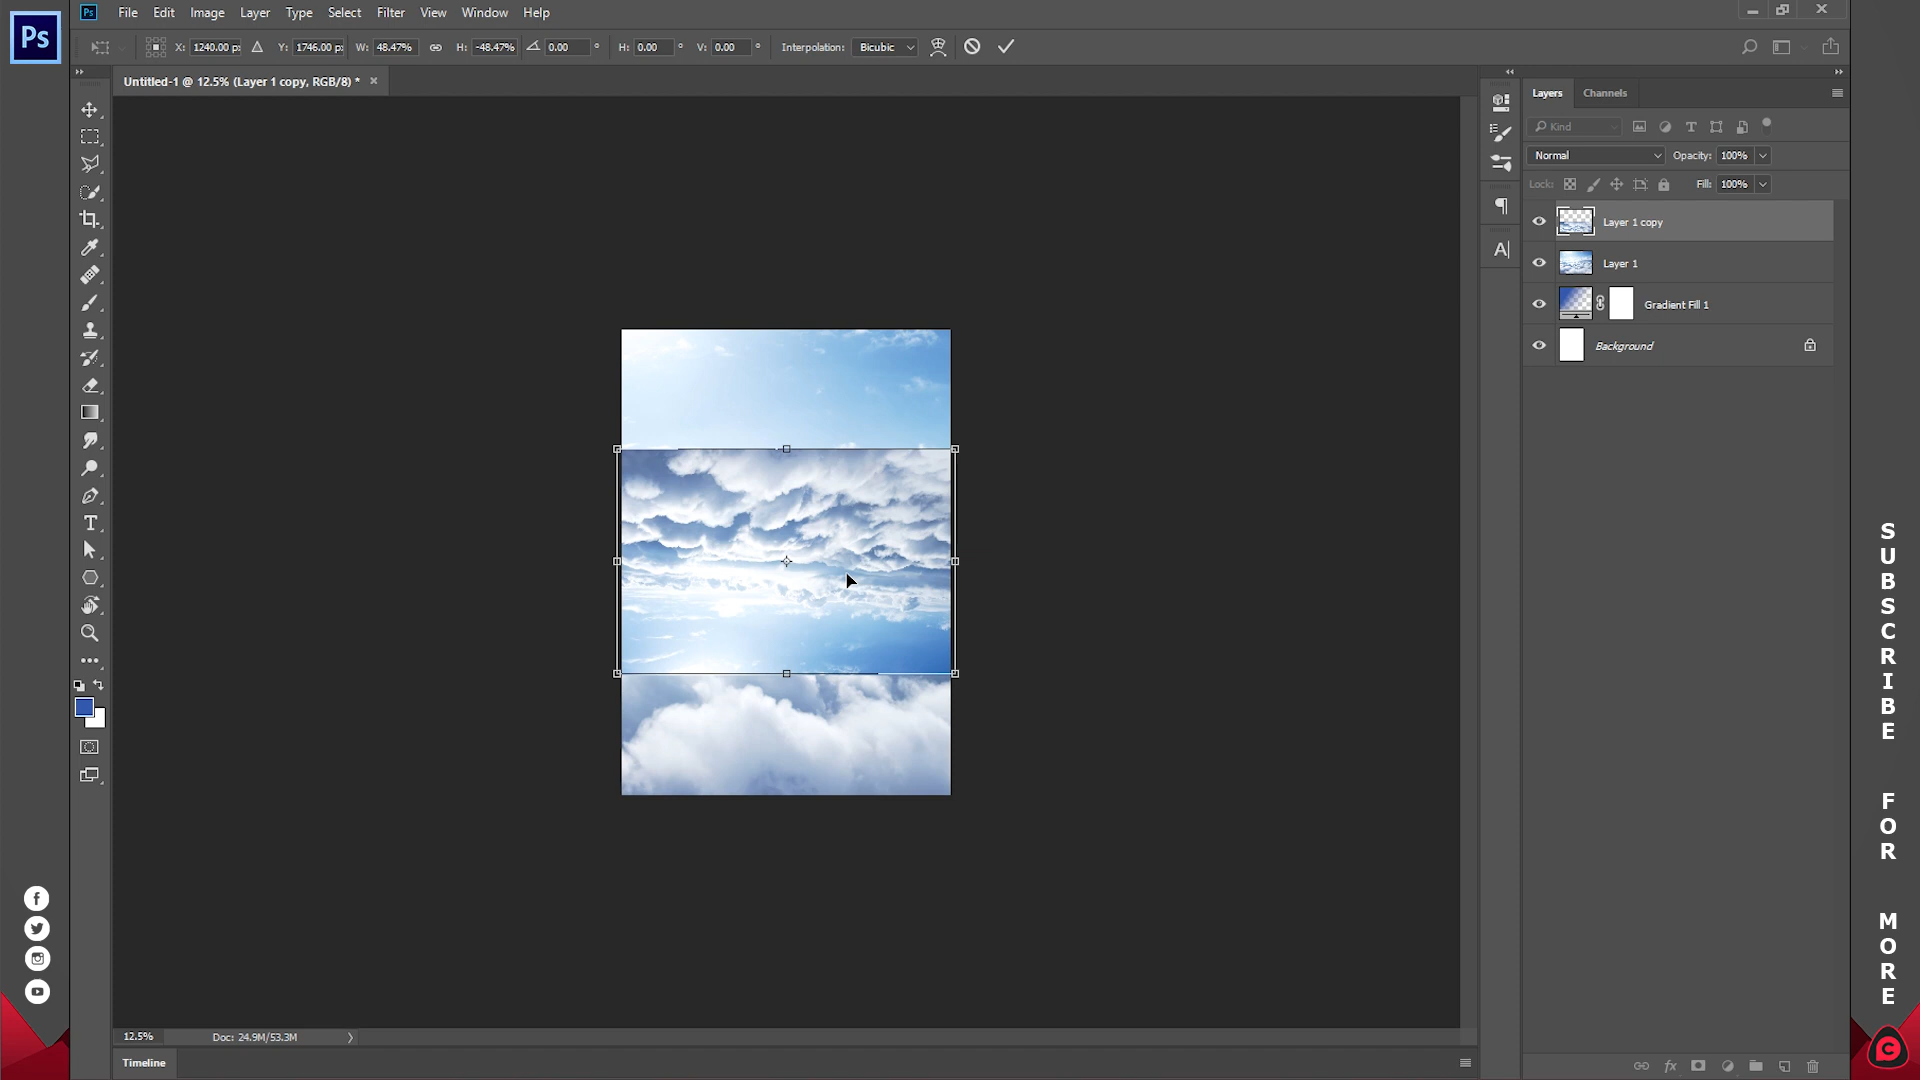 Ps
Ps File Edit Image Layer Type Select Filter View Window Help
X: 1240.00 p Y: 1746.00 p: W: 48.47% H: -48.47% 0.00 ° H: 0.00 ° V: 0.00 ° Interpolation: Bicubic
Untitled-1 @ 12.5% (Layer 1 copy, RGB/8) *
Layers Channels
Kind
Normal Opacity: 100%
Lock: Fill: 100%
Layer 1 copy
Layer 1
Gradient Fill 1
Background
12.5% Doc: 24.9M/53.3M
Timeline
SUBSCRIBE
FOR
MORE